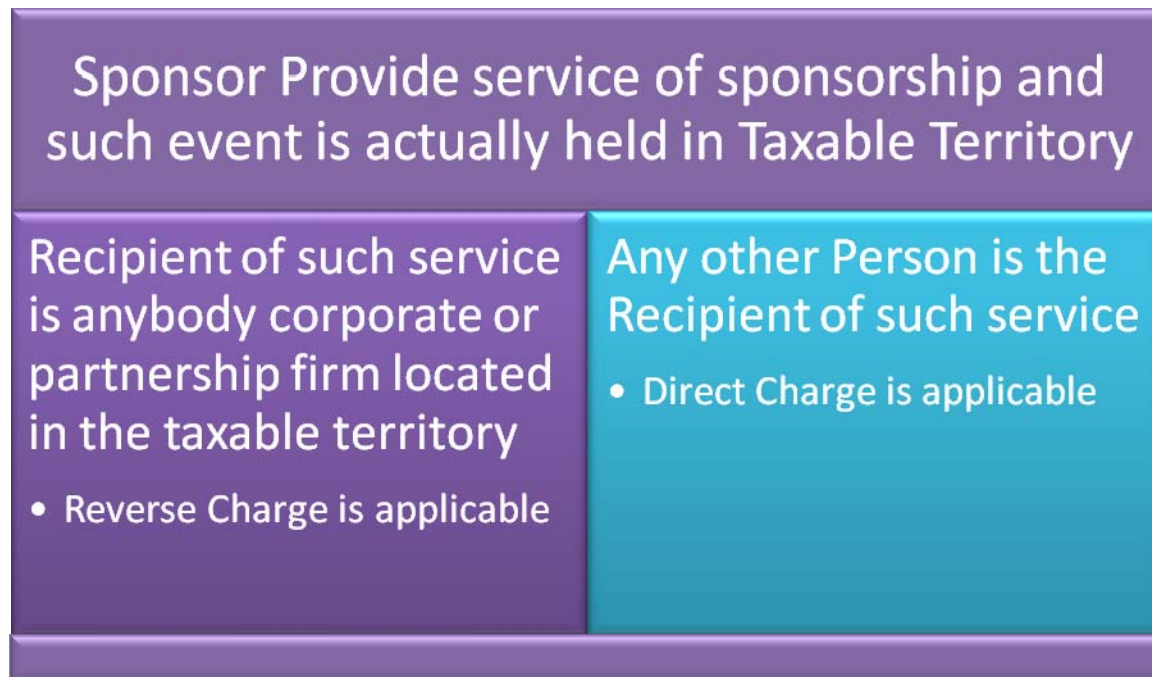 Sponsor Provide service of sponsorship and
such event is actually held in Taxable Territory
Recipient of such service
is anybody corporate or
partnership firm located
in the taxable territory
• Reverse Charge is applicable
Any other Person is the
Recipient of such service
• Direct Charge is applicable